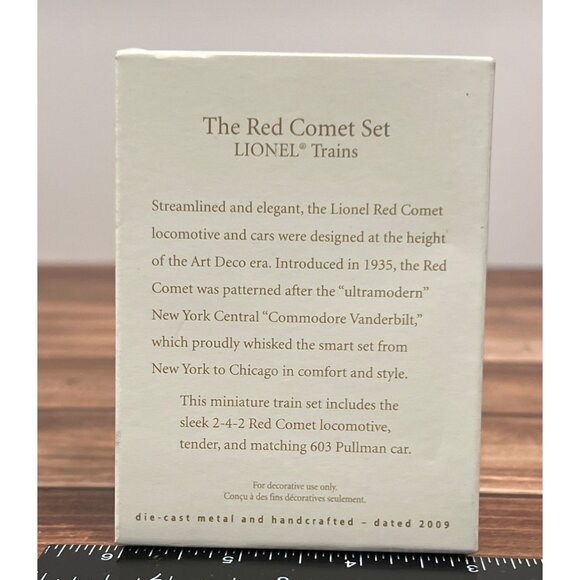 The Red Comet Set
LIONEL® Trains
Streamlined and elegant, the Lionel Red Comet
locomotive and cars were designed at the height
of the Art Deco era. Introduced in 1935, the Red
Comet was patterned after the “ultramodern”
New York Central “Commodore Vanderbilt,”
which proudly whisked the smart set from
New York to Chicago in comfort and style.
This miniature train set includes the
sleek 2-4-2 Red Comet locomotive,
tender, and matching 603 Pullman car.
For decorative use only.
Conçu à des fins décoratives seulement.
die-cast metal and handcrafted – dated 2009
1 2 3